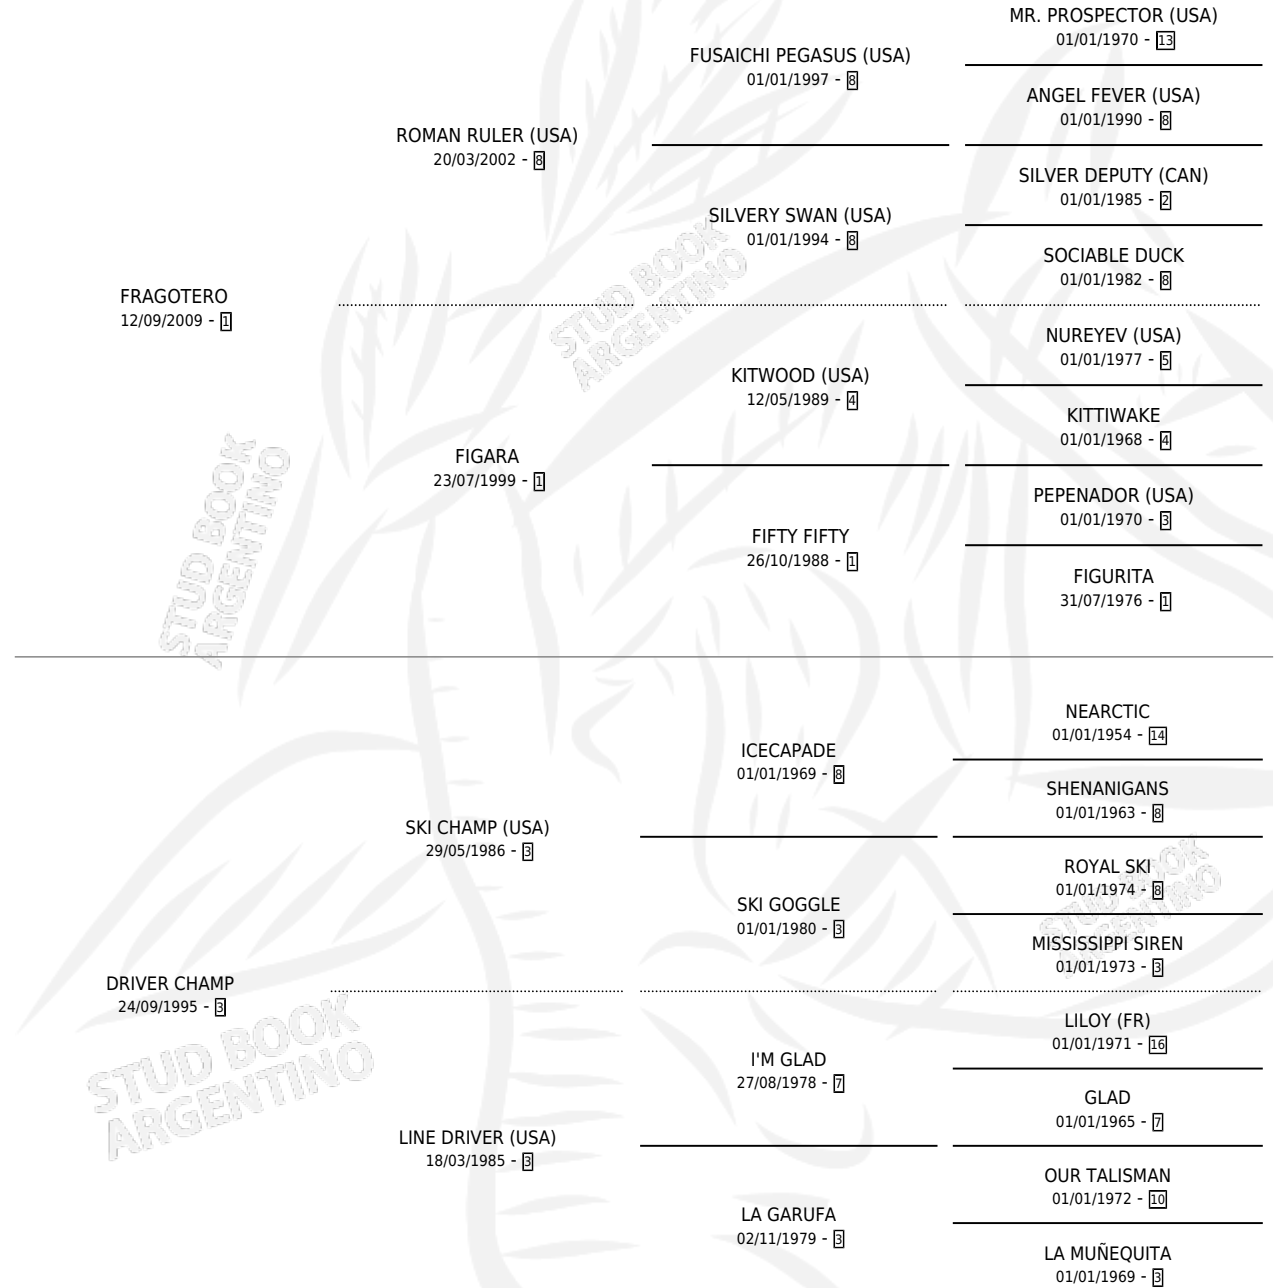 MR. PROSPECTOR (USA)
01/01/1970 - 13
FUSAICHI PEGASUS (USA)
01/01/1997 - 8
ANGEL FEVER (USA)
01/01/1990 - 8
ROMAN RULER (USA)
20/03/2002 - 8
SILVER DEPUTY (CAN)
01/01/1985 - 2
SILVERY SWAN (USA)
01/01/1994 - 8
SOCIABLE DUCK
01/01/1982 - 8
FRAGOTERO
12/09/2009 - 1
NUREYEV (USA)
01/01/1977 - 5
KITWOOD (USA)
12/05/1989 - 4
KITTIWAKE
01/01/1968 - 4
FIGARA
23/07/1999 - 1
PEPENADOR (USA)
01/01/1970 - 3
FIFTY FIFTY
26/10/1988 - 1
FIGURITA
31/07/1976 - 1
NEARCTIC
01/01/1954 - 14
ICECAPADE
01/01/1969 - 8
SHENANIGANS
01/01/1963 - 8
SKI CHAMP (USA)
29/05/1986 - 3
ROYAL SKI
01/01/1974 - 8
SKI GOGGLE
01/01/1980 - 3
MISSISSIPPI SIREN
01/01/1973 - 3
DRIVER CHAMP
24/09/1995 - 3
LILOY (FR)
01/01/1971 - 16
I'M GLAD
27/08/1978 - 7
GLAD
01/01/1965 - 7
LINE DRIVER (USA)
18/03/1985 - 3
OUR TALISMAN
01/01/1972 - 10
LA GARUFA
02/11/1979 - 3
LA MUÑEQUITA
01/01/1969 - 3
STUD BOOK
ARGENTINO
STUD BOOK
ARGENTINO
STUD BOOK
ARGENTINO
STUD BOOK
ARGENTINO